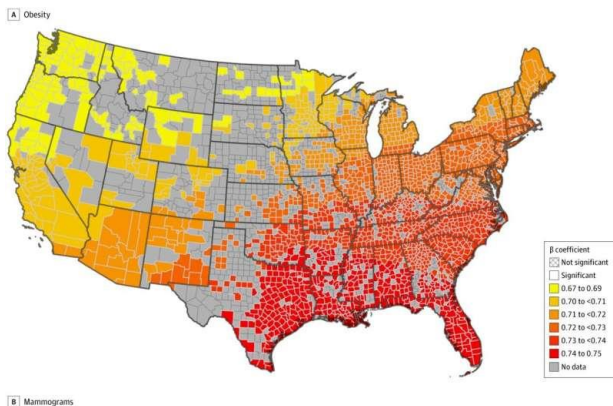 A Obesity
β coefficient
Not significant
Significant
0.67 to 0.69
0.70 to <0.71
0.71 to <0.72
0.72 to <0.73
0.73 to <0.74
0.74 to 0.75
No data
B Mammograms